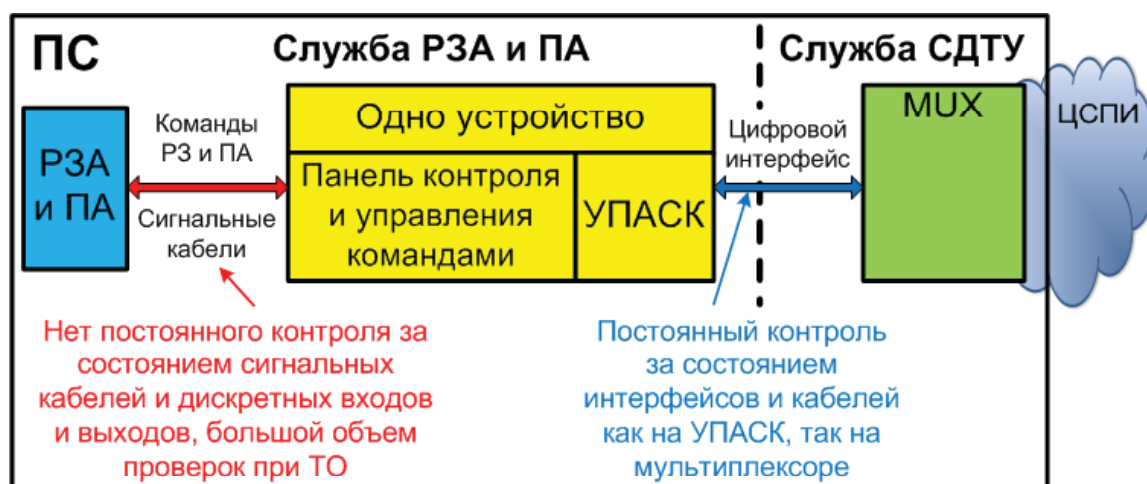 ПС
Служба РЗА и ПА
Служба СДТУ
РЗА
и ПА
Команды
РЗ и ПА
Сигнальные
кабели
Одно устройство
Панель контроля
и управления
командами
УПАСК
Цифровой
интерфейс
MUX
ЦСПИ
Нет постоянного контроля за
состоянием сигнальных
кабелей и дискретных входов
и выходов, большой объем
проверок при ТО
Постоянный контроль
за состоянием
интерфейсов и кабелей
как на УПАСК, так на
мультиплексоре